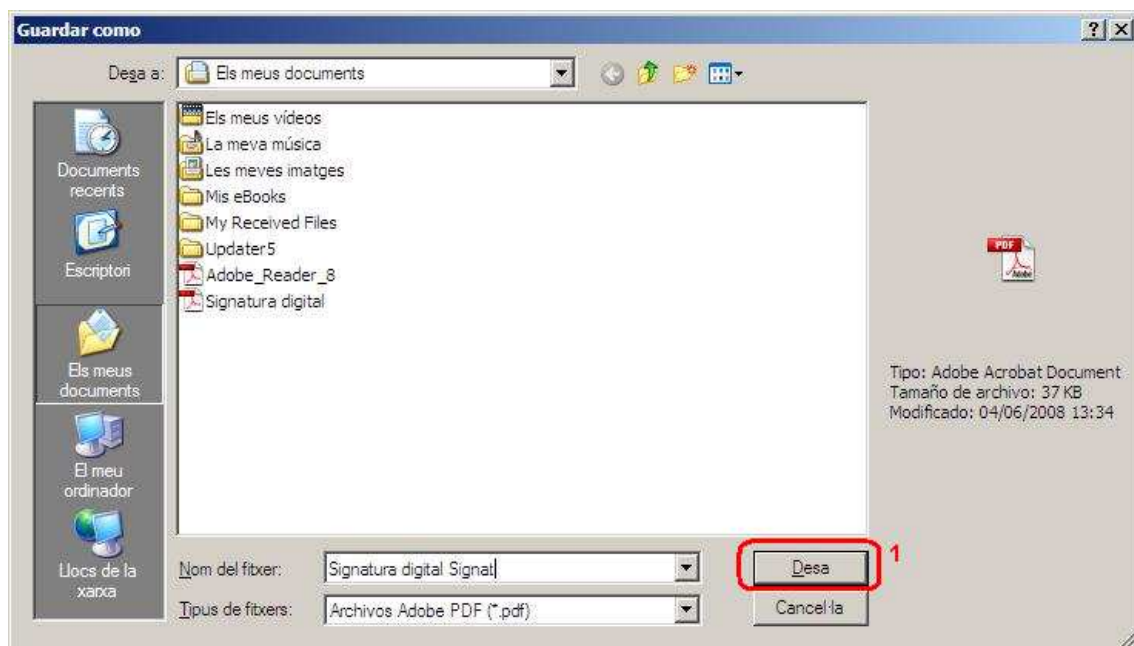 Guardar como
Desa a: Els meus documents
Documents
recents
Escriptori
Els meus
documents
El meu
ordinador
Llocs de la
xarxa
Els meus vídeos
La meva música
Les meves imatges
Mis eBooks
My Received Files
Updater5
Adobe_Reader_8
Signatura digital
PDF
Adobe
Tipo: Adobe Acrobat Document
Tamaño de archivo: 37 KB
Modificado: 04/06/2008 13:34
Nom del fitxer: Signatura digital Signat
Desa 1
Tipus de fitxers: Archivos Adobe PDF (*.pdf)
Cancel·la